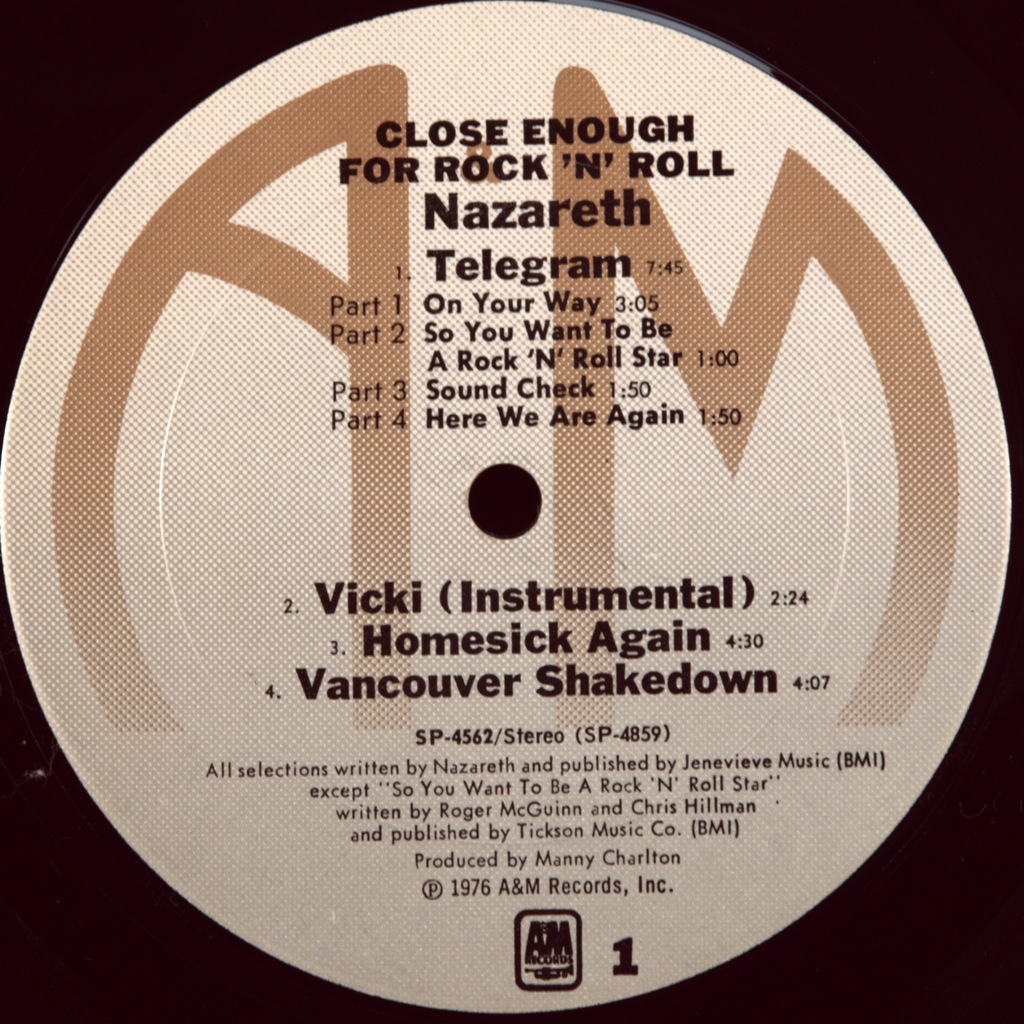 CLOSE ENOUGH
FOR ROCK 'N' ROLL
Nazareth
1. Telegram 7:45
Part 1 On Your Way 3:05
Part 2 So You Want To Be
A Rock 'N' Roll Star 1:00
Part 3 Sound Check 1:50
Part 4 Here We Are Again 1:50
2. Vicki (Instrumental) 2:24
3. Homesick Again 4:30
4. Vancouver Shakedown 4:07
SP-4562/Stereo (SP-4859)
All selections written by Nazareth and published by Jenevieve Music (BMI)
except "So You Want To Be A Rock 'N' Roll Star"
written by Roger McGuinn and Chris Hillman
and published by Tickson Music Co. (BMI)
Produced by Manny Charlton
℗ 1976 A&M Records, Inc.
A&M
RECORDS
1